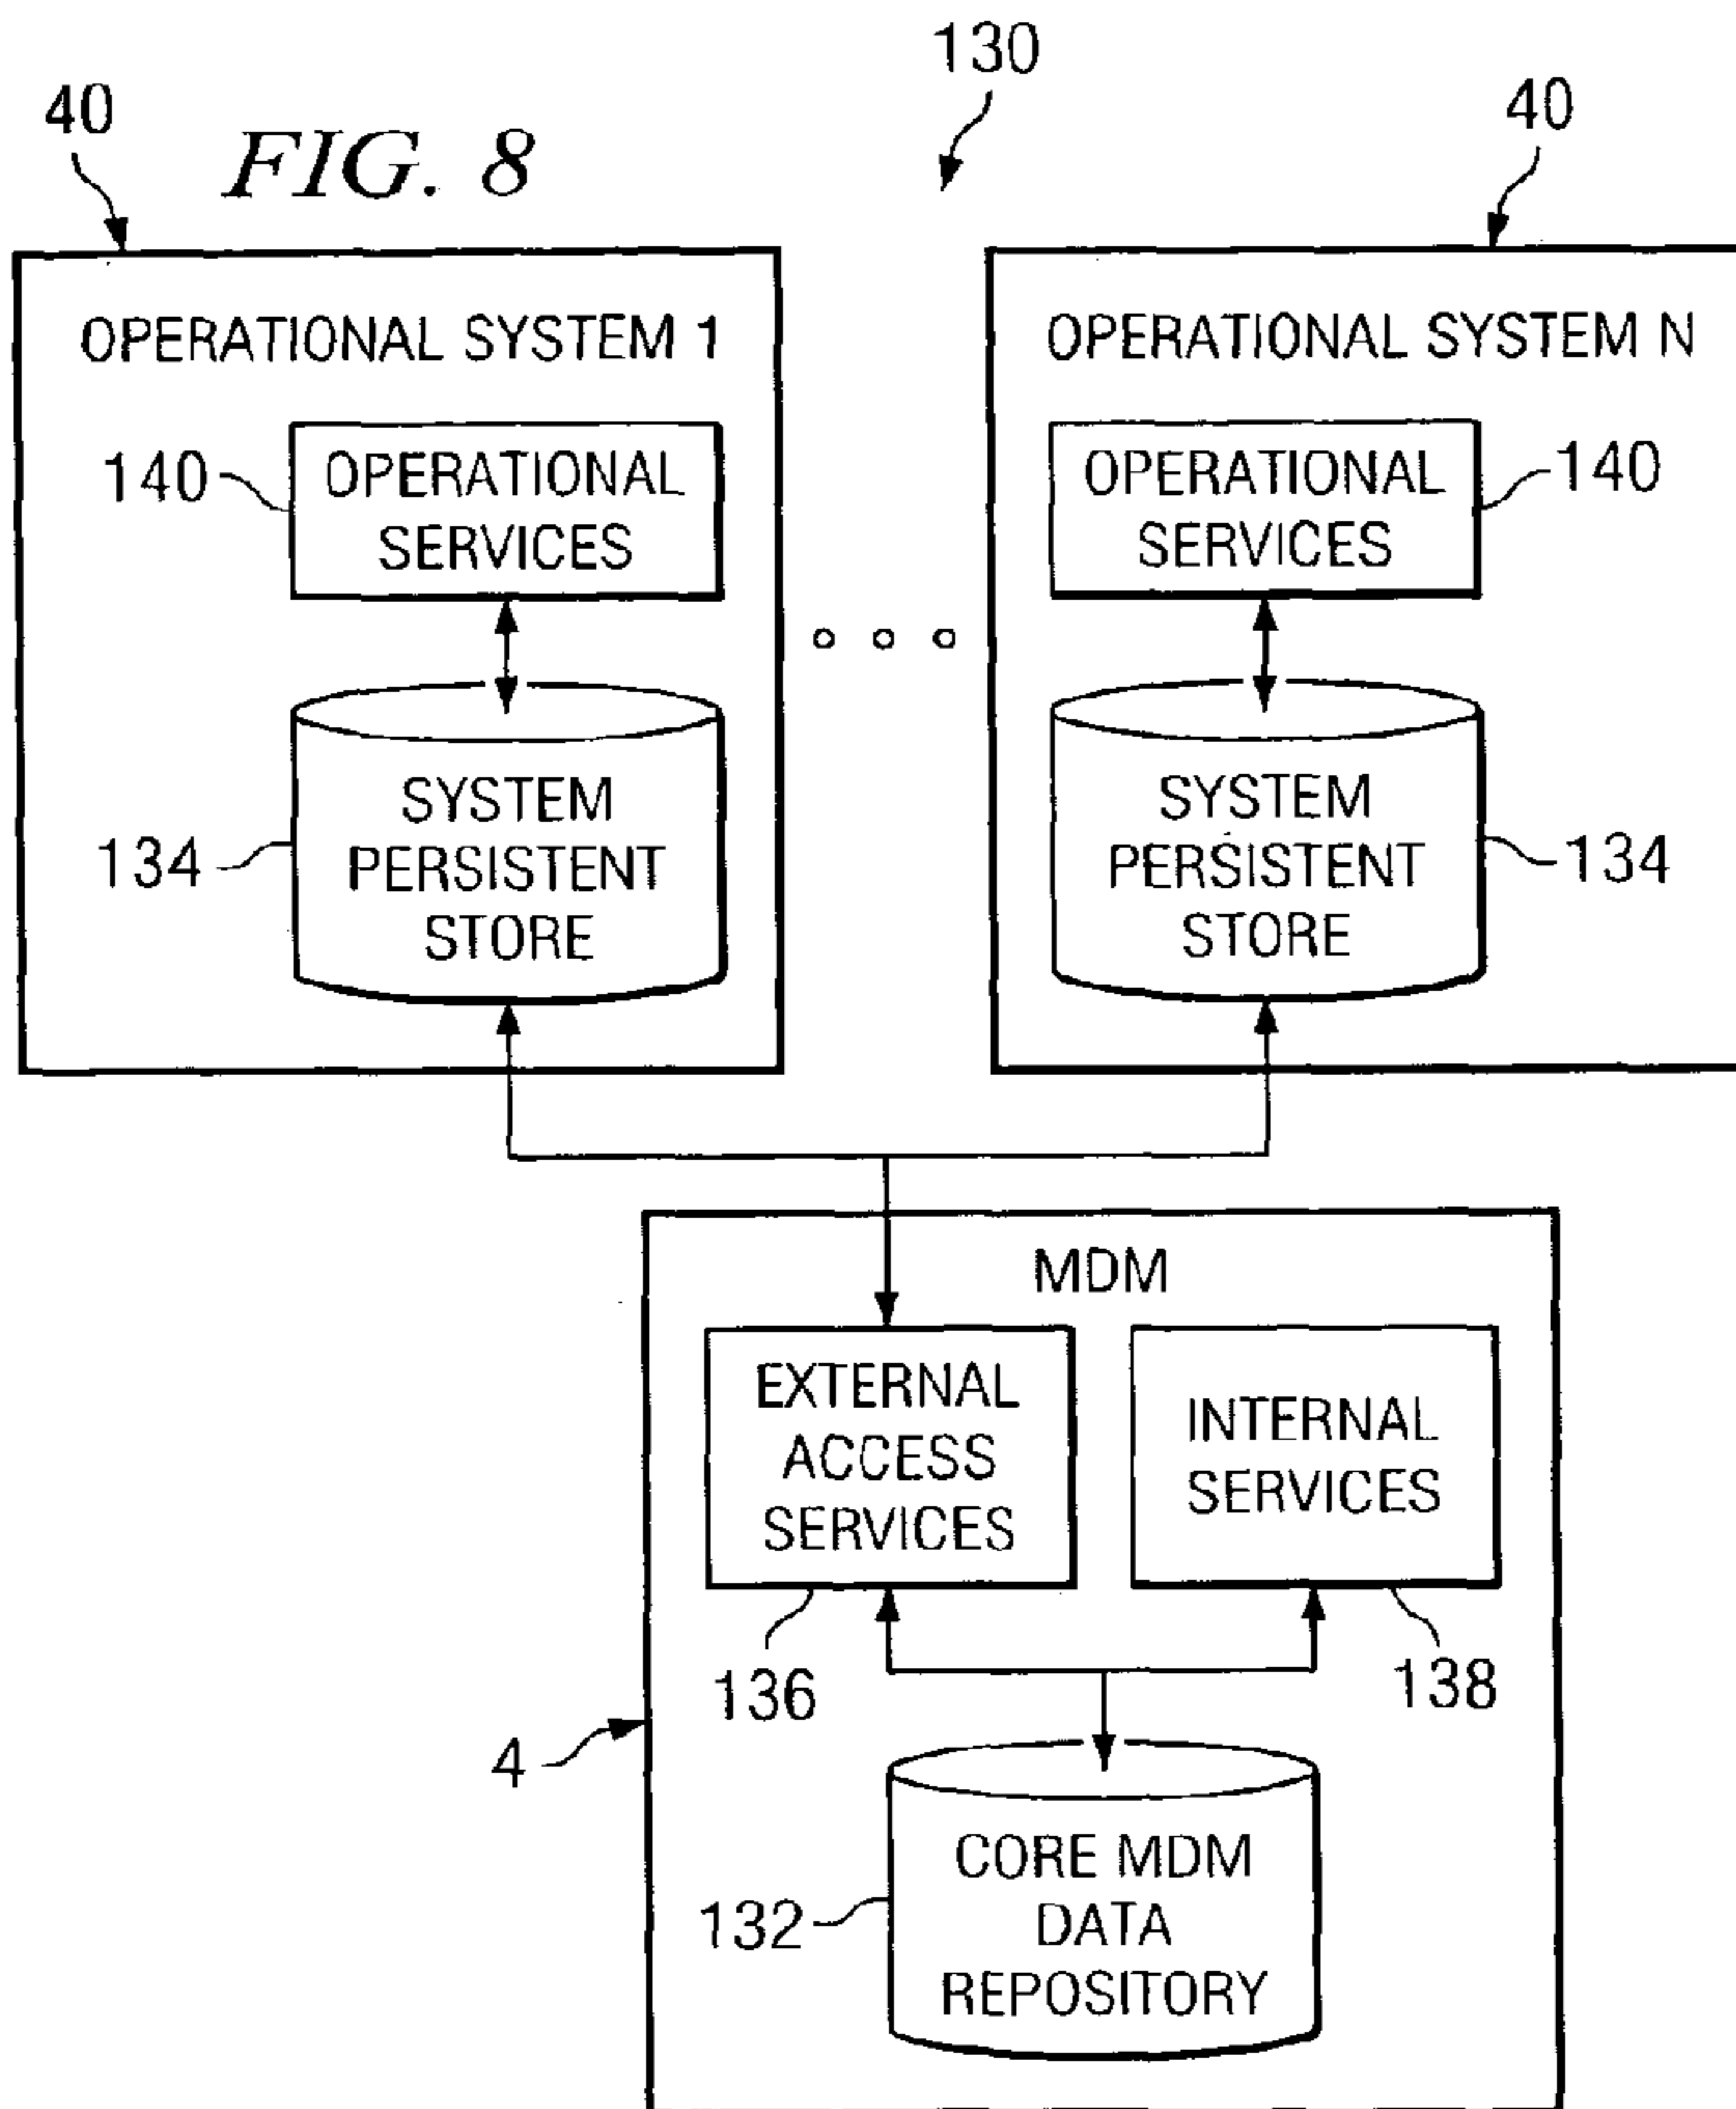 130
40
40
FIG. 8
OPERATIONAL SYSTEM 1
OPERATIONAL SYSTEM N
140
OPERATIONAL
SERVICES
OPERATIONAL
SERVICES
140
134
SYSTEM
PERSISTENT
STORE
SYSTEM
PERSISTENT
STORE
134
MDM
EXTERNAL
ACCESS
SERVICES
INTERNAL
SERVICES
136
138
4
132
CORE MDM
DATA
REPOSITORY